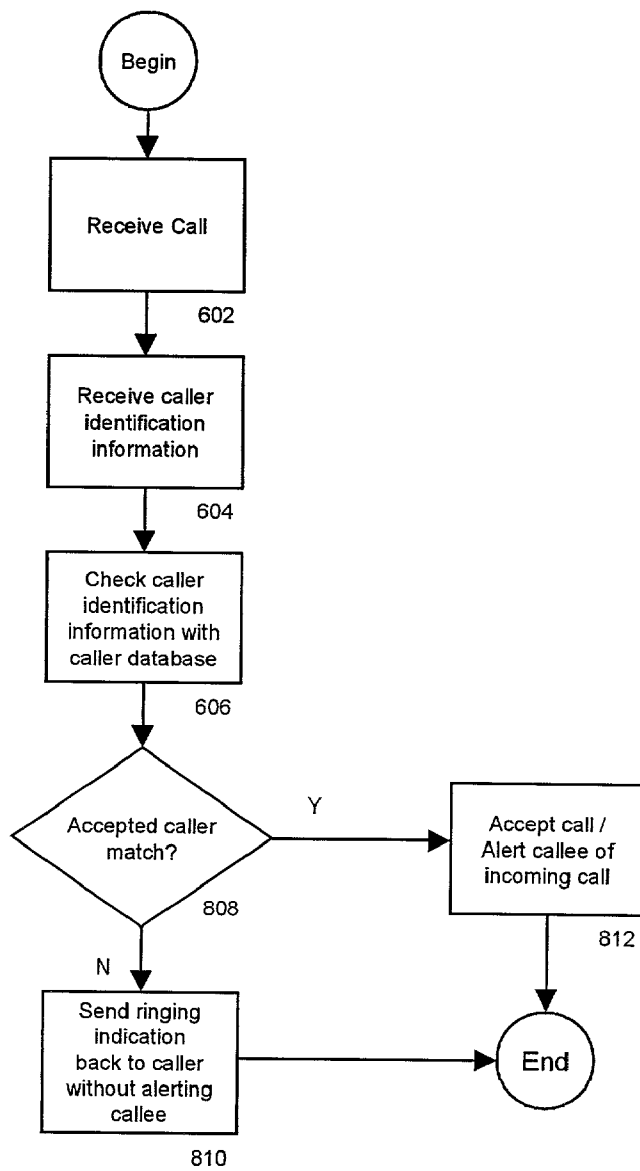 Begin
Receive Call
602
Receive caller
identification
information
604
Check caller
identification
information with
caller database
606
Accepted caller
match?
808
Y
Accept call /
Alert callee of
incoming call
812
N
Send ringing
indication
back to caller
without alerting
callee
810
End